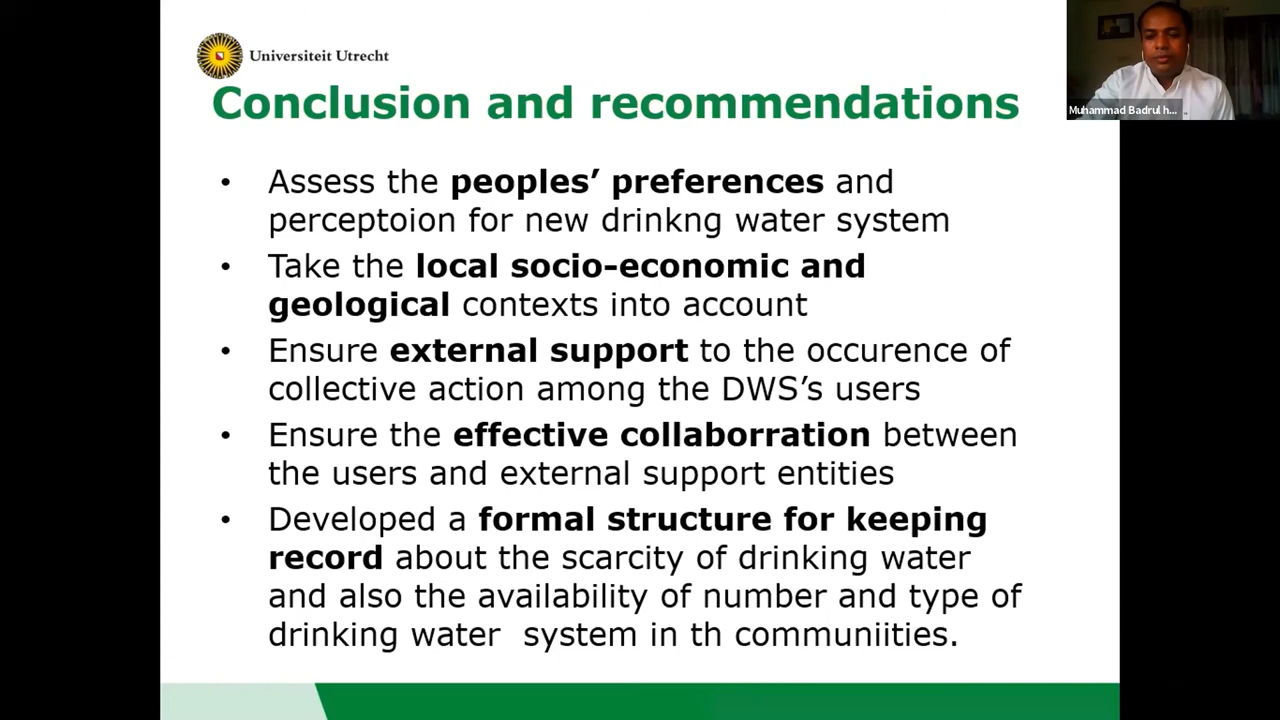 Universiteit Utrecht
Conclusion and recommendations
• Assess the peoples’ preferences and
perceptoion for new drinkng water system
• Take the local socio-economic and
geological contexts into account
• Ensure external support to the occurence of
collective action among the DWS’s users
• Ensure the effective collaborration between
the users and external support entities
• Developed a formal structure for keeping
record about the scarcity of drinking water
and also the availability of number and type of
drinking water  system in th communiities.
Muhammad Badrul h...